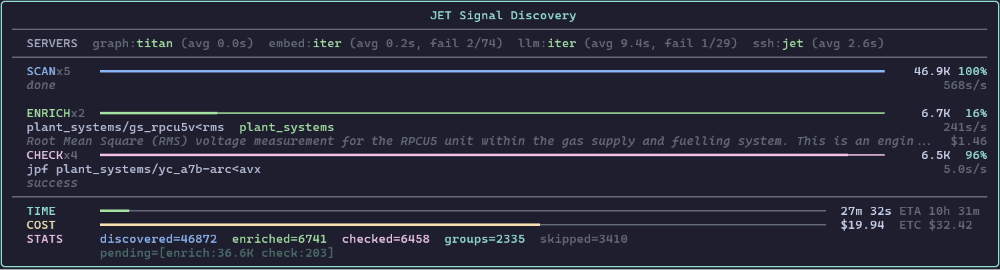 JET Signal Discovery
SERVERS graph:titan (avg 0.0s) embed:iter (avg 0.2s, fail 2/74) llm:iter (avg 9.4s, fail 1/29) ssh:jet (avg 2.6s)
SCANx5 46.9K 100%
done 568s/s
ENRICHx2 6.7K 16%
plant_systems/gs_rpcu5v<rms plant_systems 241s/s
Root Mean Square (RMS) voltage measurement for the RPCU5 unit within the gas supply and fuelling system. This is an engin... $1.46
CHECKx4 6.5K 96%
jpf plant_systems/yc_a7b-arc<avx 5.0s/s
success
TIME 27m 32s ETA 10h 31m
COST $19.94 ETC $32.42
STATS discovered=46872 enriched=6741 checked=6458 groups=2335 skipped=3410
pending=[enrich:36.6K check:203]